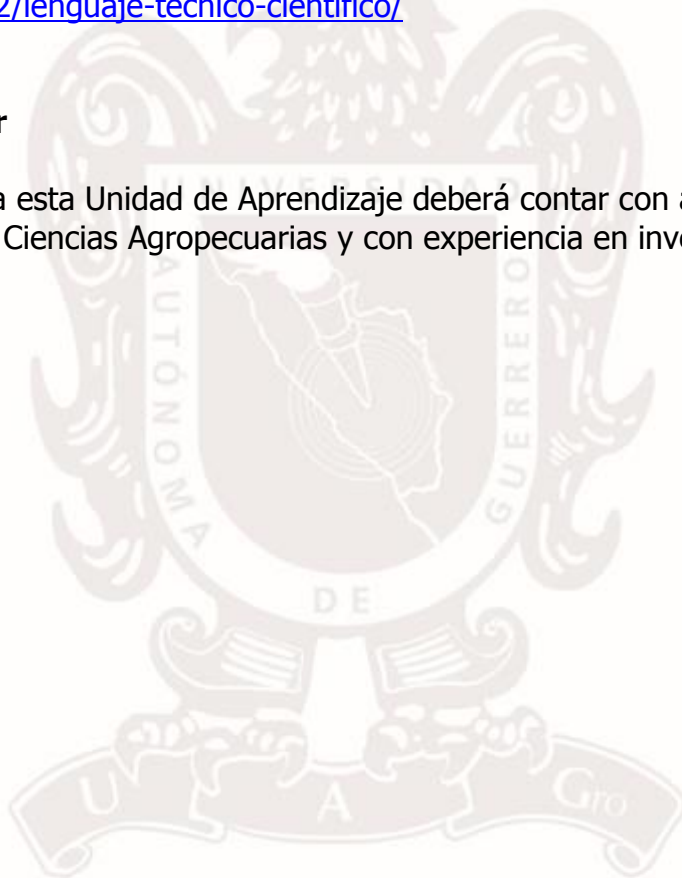 2/lenguaje-tecnico-cientifico/
r
a esta Unidad de Aprendizaje deberá contar con a
Ciencias Agropecuarias y con experiencia en inve
UNIVERSIDAD
AUTÓNOMA
DE
GUERRERO
U A Gro